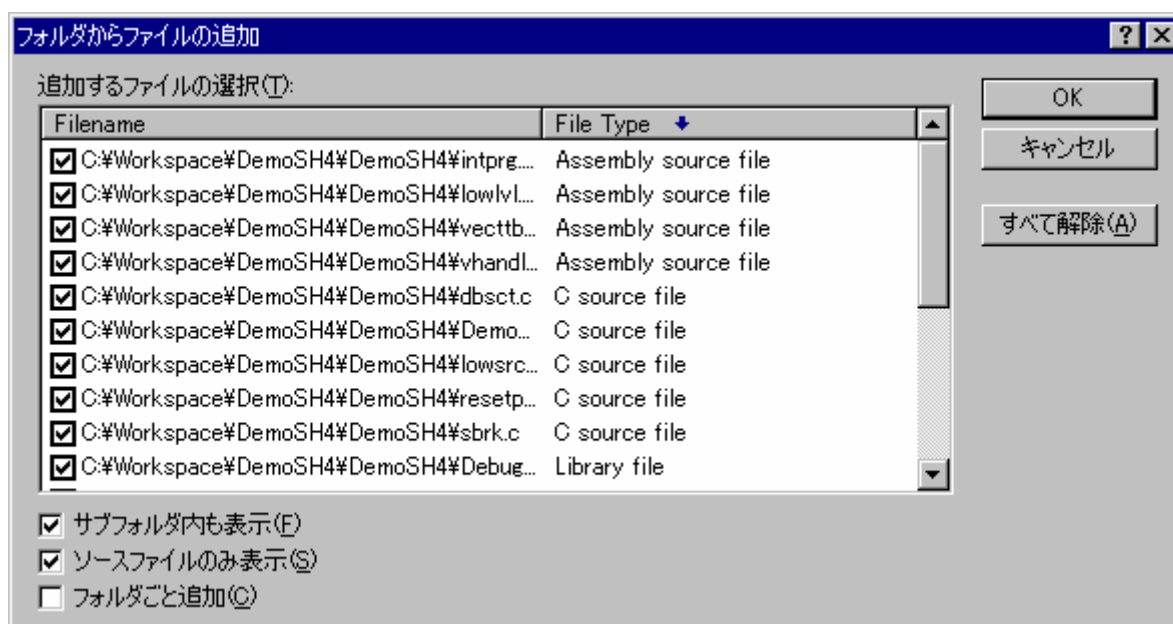 フォルダからファイルの追加
追加するファイルの選択(T):
Filename File Type
C:¥Workspace¥DemoSH4¥DemoSH4¥intprg.... Assembly source file
C:¥Workspace¥DemoSH4¥DemoSH4¥lowlvl.... Assembly source file
C:¥Workspace¥DemoSH4¥DemoSH4¥vecttb... Assembly source file
C:¥Workspace¥DemoSH4¥DemoSH4¥vhandl... Assembly source file
C:¥Workspace¥DemoSH4¥DemoSH4¥dbsct.c C source file
C:¥Workspace¥DemoSH4¥DemoSH4¥Demo... C source file
C:¥Workspace¥DemoSH4¥DemoSH4¥lowsrc... C source file
C:¥Workspace¥DemoSH4¥DemoSH4¥resetp... C source file
C:¥Workspace¥DemoSH4¥DemoSH4¥sbrk.c C source file
C:¥Workspace¥DemoSH4¥DemoSH4¥Debug... Library file
サブフォルダ内も表示(F)
ソースファイルのみ表示(S)
フォルダごと追加(C)
OK
キャンセル
すべて解除(A)